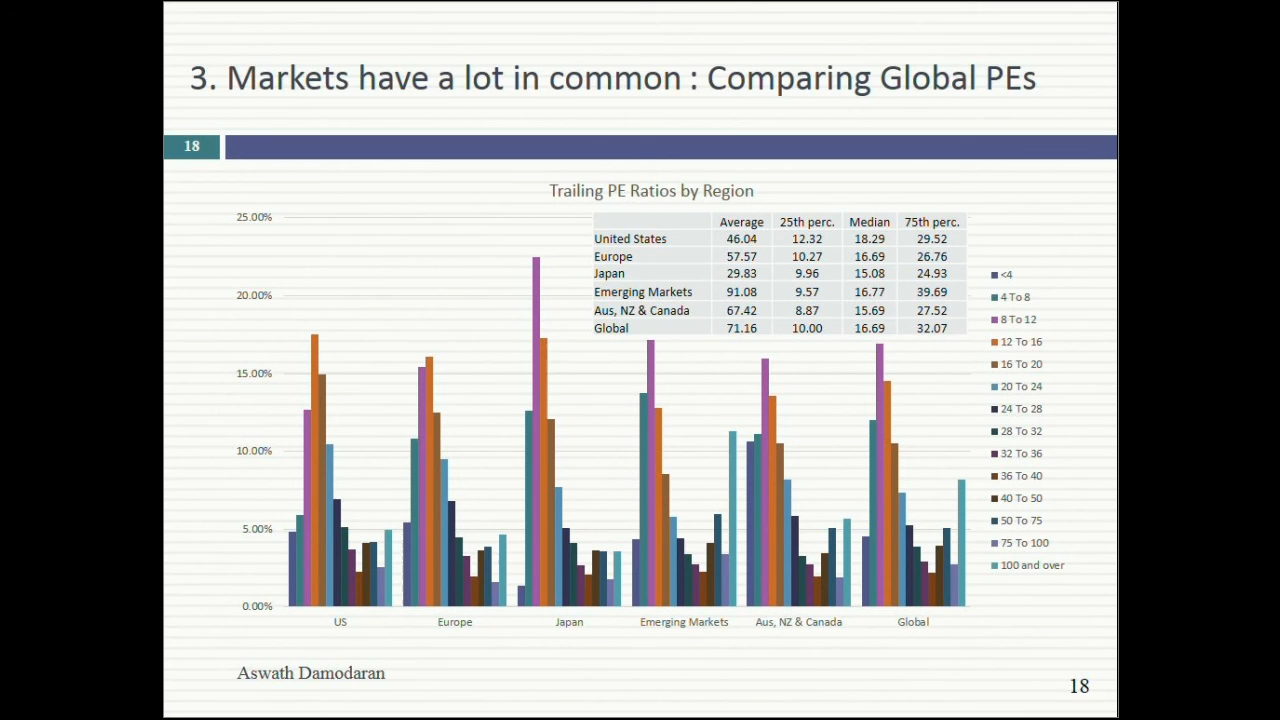 3. Markets have a lot in common : Comparing Global PEs
18
Trailing PE Ratios by Region
25.00%
20.00%
15.00%
10.00%
5.00%
0.00%
Average 25th perc. Median 75th perc.
United States 46.04 12.32 18.29 29.52
Europe 57.57 10.27 16.69 26.76
Japan 29.83 9.96 15.08 24.93
Emerging Markets 91.08 9.57 16.77 39.69
Aus, NZ & Canada 67.42 8.87 15.69 27.52
Global 71.16 10.00 16.69 32.07
<4
4 To 8
8 To 12
12 To 16
16 To 20
20 To 24
24 To 28
28 To 32
32 To 36
36 To 40
40 To 50
50 To 75
75 To 100
100 and over
US Europe Japan Emerging Markets Aus, NZ & Canada Global
Aswath Damodaran
18